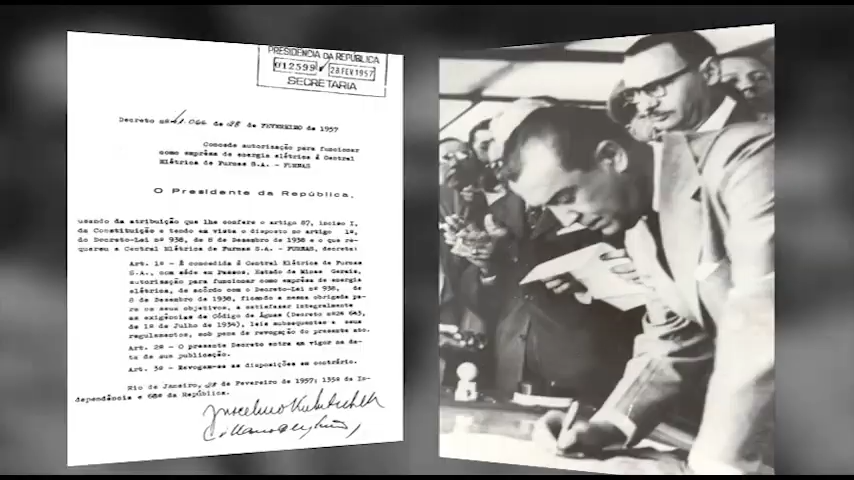 PRESIDÊNCIA DA REPÚBLICA
012599 28 FEV 1957
SECRETARIA
Decreto nº 41.066 de 28 de FEVEREIRO de 1957
Concede autorização para funcionar
como emprêsa de energia elétrica à Central
Elétrica de Furnas S.A. - FURNAS
O Presidente da República,
usando da atribuição que lhe confere o artigo 87, inciso I,
da Constituição e tendo em vista o disposto no artigo 1º,
do Decreto-Lei nº 938, de 8 de Dezembro de 1938 e o que re-
quereu a Central Elétrica de Furnas S.A. - FURNAS, decreta:
Art. 1º - É concedida à Central Elétrica de Furnas
S.A., com séde em Passos, Estado de Minas Gerais,
autorização para funcionar como emprêsa de energia
elétrica, de acôrdo com o Decreto-Lei nº 938, de
8 de Dezembro de 1938, ficando a mesma obrigada pa-
ra os seus objetivos, a satisfazer integralmente
as exigências do Código de Águas (Decreto nº 24 643,
de 10 de Julho de 1934), leis subsequentes e seus
regulamentos, sob pena de revogação do presente ato.
Art. 2º - O presente Decreto entra em vigor na da-
ta de sua publicação.
Art. 3º - Revogam-se as disposições em contrário.
Rio de Janeiro, 28 de Fevereiro de 1957; 136º da In-
dependência e 69º da República.
Juscelino Kubitschek